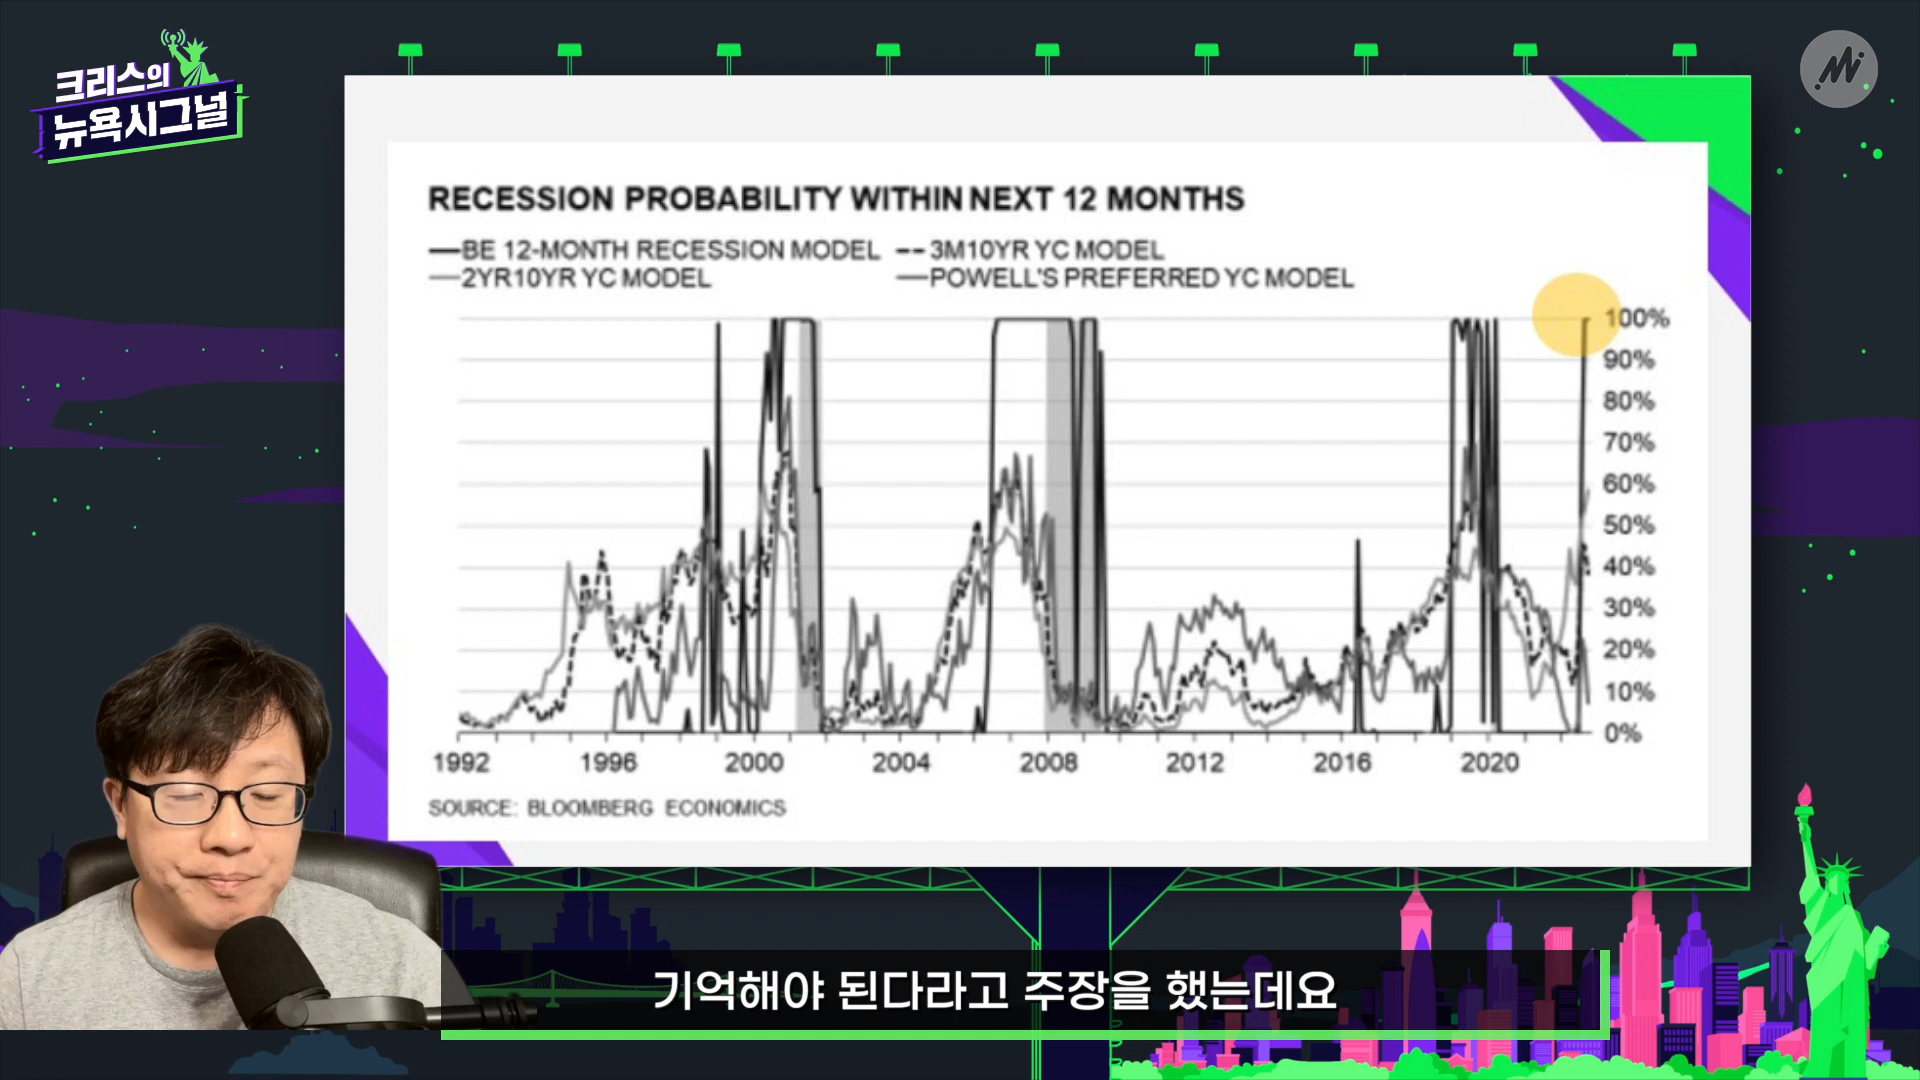 크리스의
뉴욕시그널
RECESSION PROBABILITY WITHIN NEXT 12 MONTHS
BE 12-MONTH RECESSION MODEL 3M10YR YC MODEL
2YR10YR YC MODEL POWELL'S PREFERRED YC MODEL
100%
90%
80%
70%
60%
50%
40%
30%
20%
10%
0%
1992 1996 2000 2004 2008 2012 2016 2020
SOURCE: BLOOMBERG ECONOMICS
기억해야 된다라고 주장을 했는데요